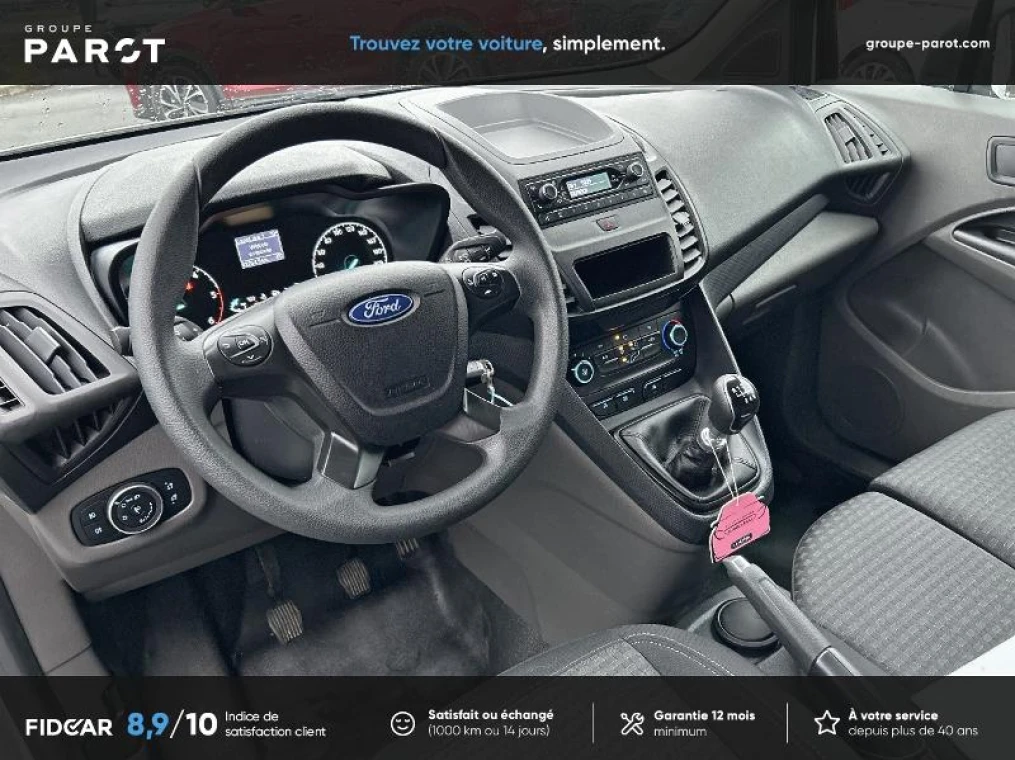 GROUPE
PAROT
Trouvez votre voiture, simplement.
groupe-parot.com
Ford
FIDCAR 8,9/10 Indice de
satisfaction client
Satisfait ou échangé
(1000 km ou 14 jours)
Garantie 12 mois
minimum
À votre service
depuis plus de 40 ans